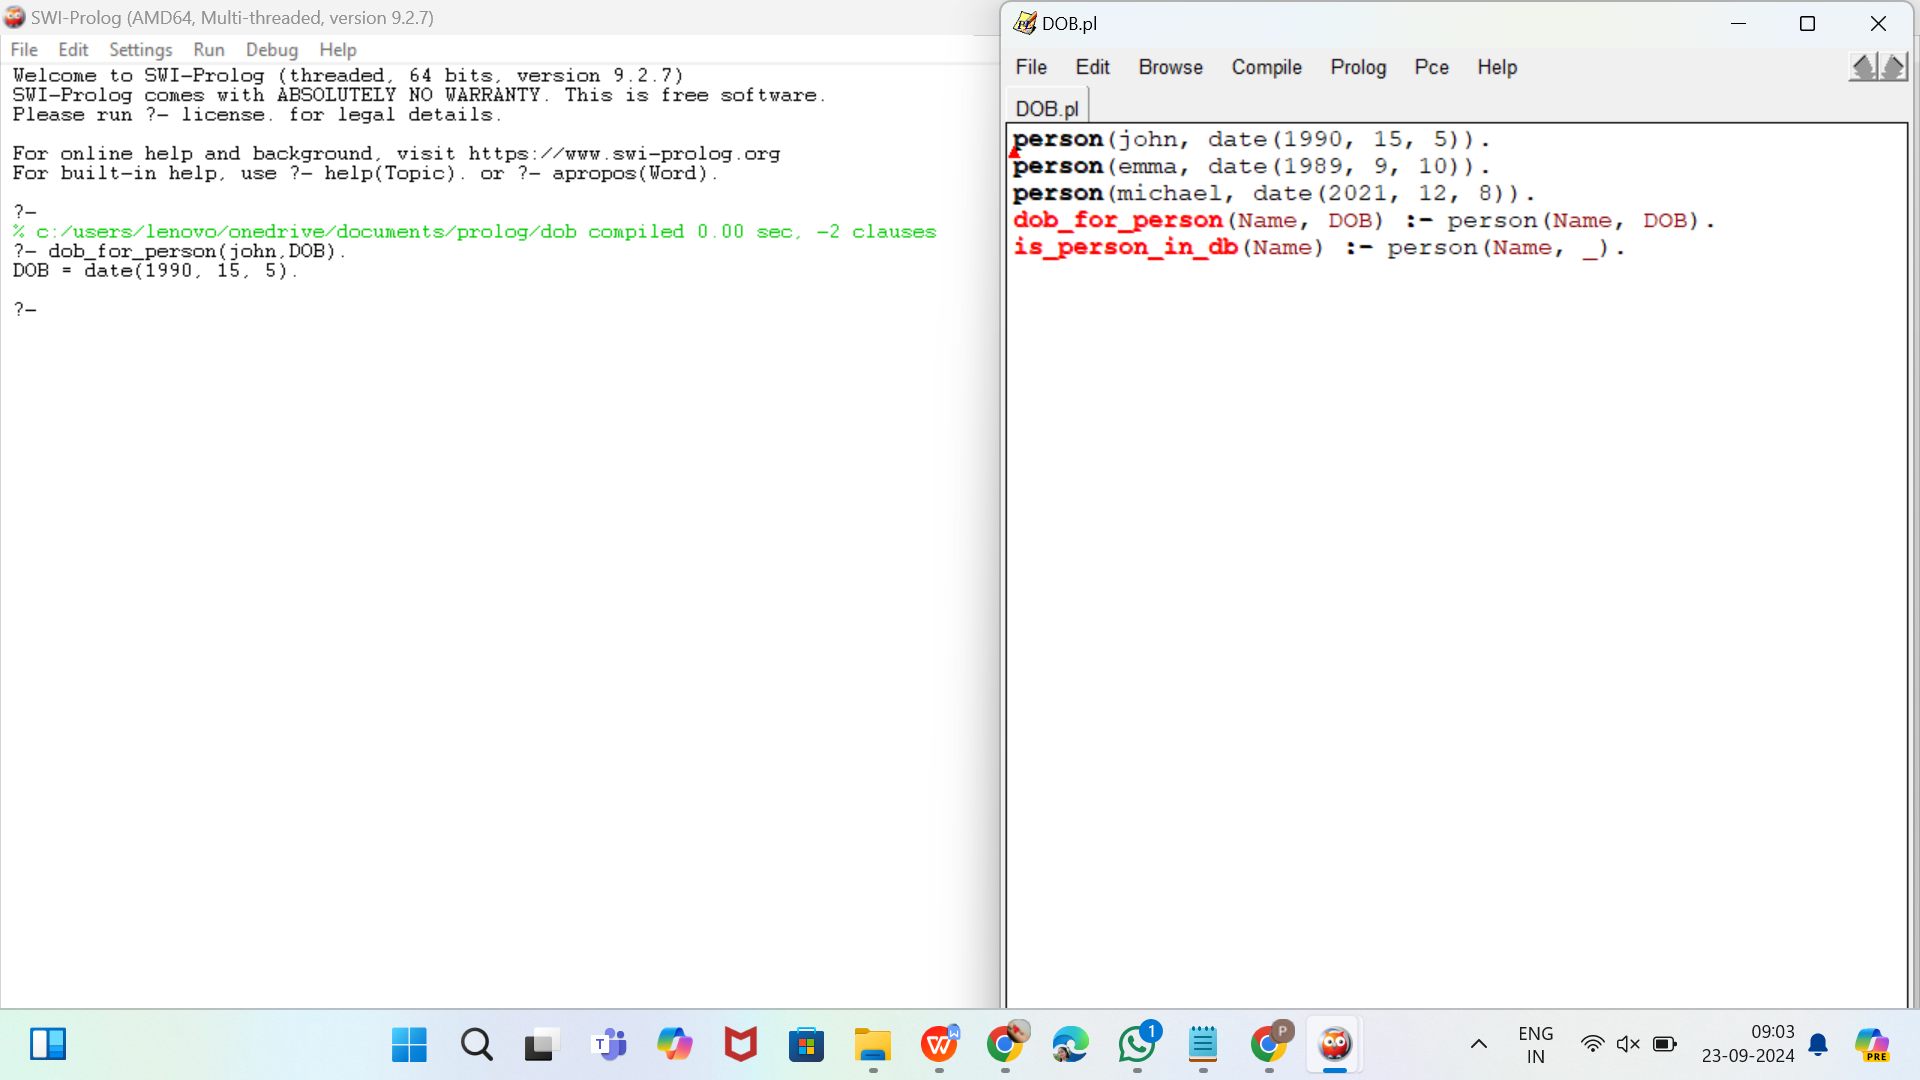 SWI-Prolog (AMD64, Multi-threaded, version 9.2.7)
File Edit Settings Run Debug Help
Welcome to SWI-Prolog (threaded, 64 bits, version 9.2.7)
SWI-Prolog comes with ABSOLUTELY NO WARRANTY. This is free software.
Please run ?- license. for legal details.
For online help and background, visit https://www.swi-prolog.org
For built-in help, use ?- help(Topic). or ?- apropos(Word).
?-
% c:/users/lenovo/onedrive/documents/prolog/dob compiled 0.00 sec, -2 clauses
?- dob_for_person(john,DOB).
DOB = date(1990, 15, 5).
?-
DOB.pl
File Edit Browse Compile Prolog Pce Help
DOB.pl
person(john, date(1990, 15, 5)).
person(emma, date(1989, 9, 10)).
person(michael, date(2021, 12, 8)).
dob_for_person(Name, DOB) :- person(Name, DOB).
is_person_in_db(Name) :- person(Name, _).
T
W
W
1
P
ENG
IN
09:03
23-09-2024
PRE